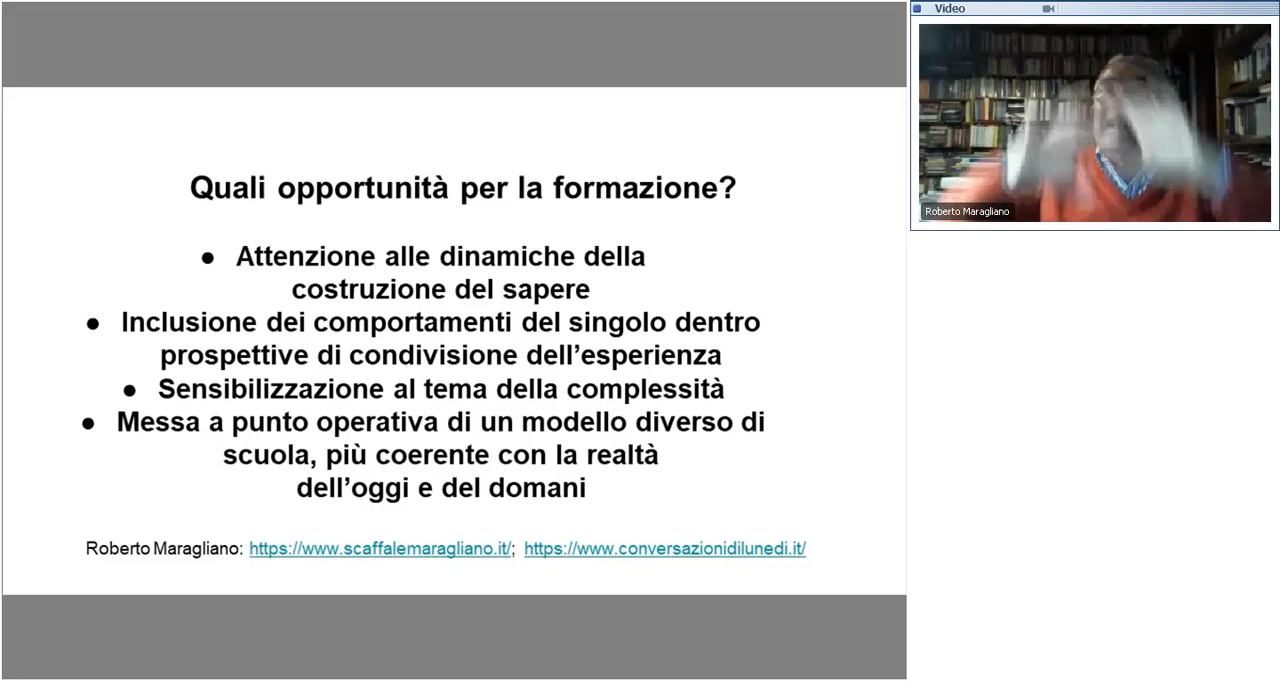 Quali opportunità per la formazione?
● Attenzione alle dinamiche della
costruzione del sapere
● Inclusione dei comportamenti del singolo dentro
prospettive di condivisione dell’esperienza
● Sensibilizzazione al tema della complessità
● Messa a punto operativa di un modello diverso di
scuola, più coerente con la realtà
dell’oggi e del domani
Roberto Maragliano: https://www.scaffalemaragliano.it/; https://www.conversazionidilunedi.it/
Video
Roberto Maragliano